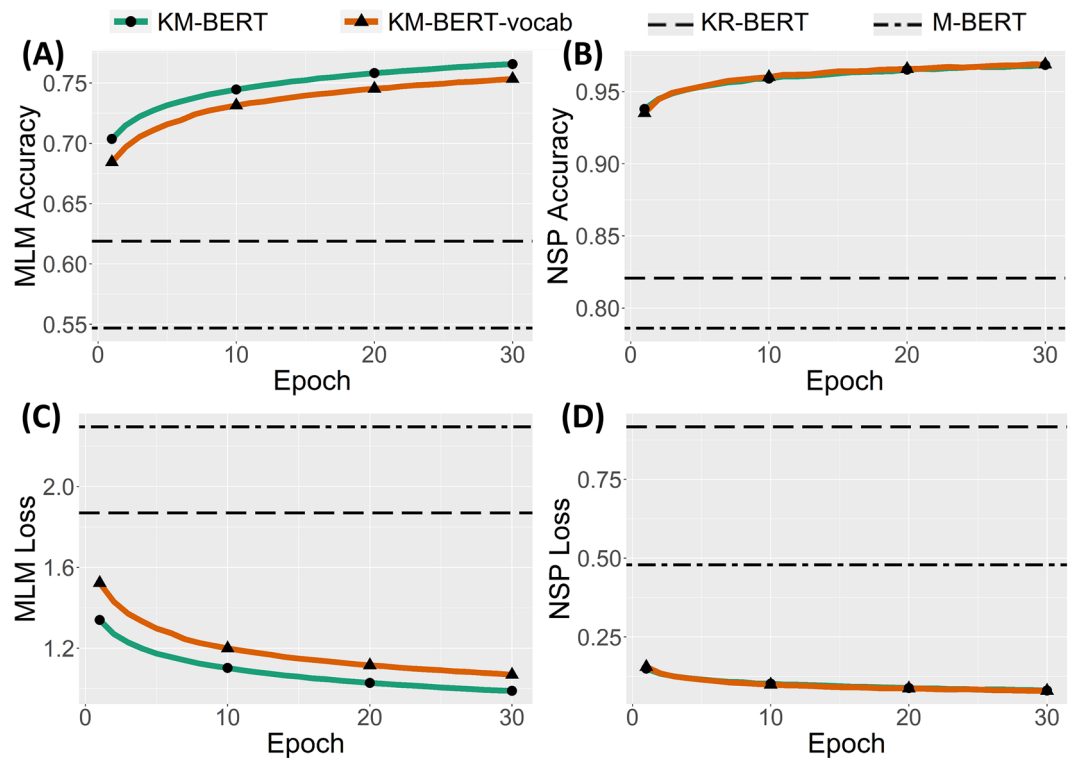 KM-BERT KM-BERT-vocab KR-BERT M-BERT
(A)
0.75
0.70
0.65
0.60
0.55
MLM Accuracy
0 10 20 30
Epoch
(B)
0.95
0.90
0.85
0.80
NSP Accuracy
0 10 20 30
Epoch
(C)
2.0
1.6
1.2
MLM Loss
0 10 20 30
Epoch
(D)
0.75
0.50
0.25
NSP Loss
0 10 20 30
Epoch